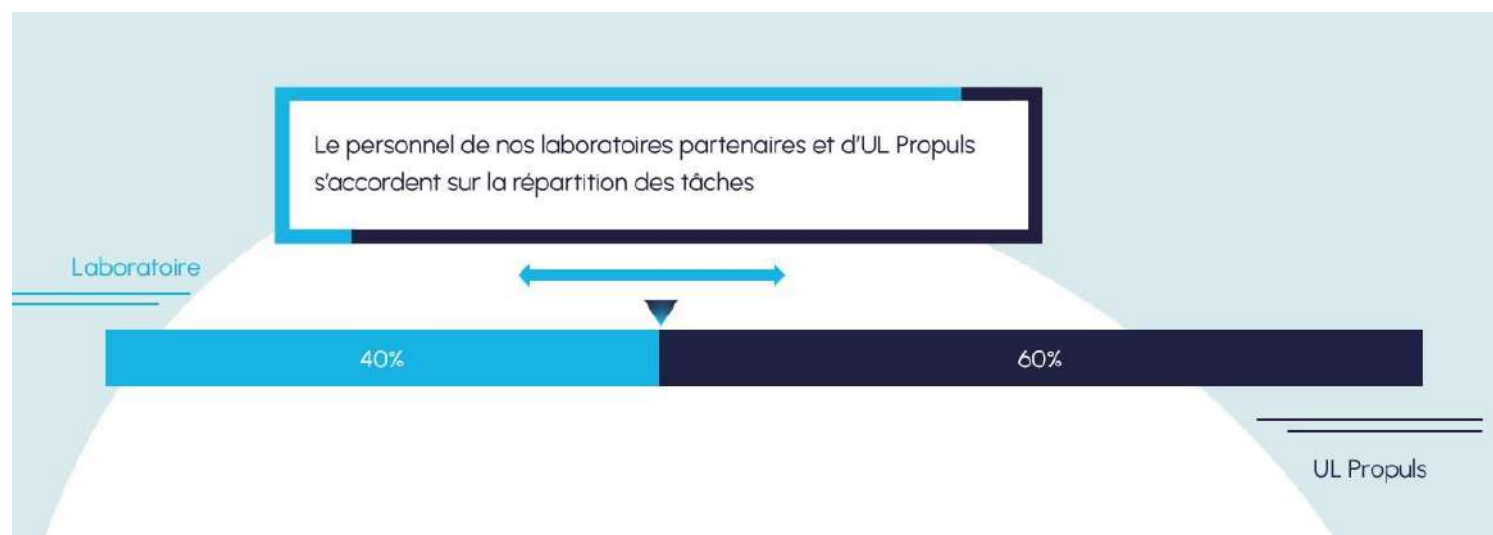 Le personnel de nos laboratoires partenaires et d'UL Propuls
s'accordent sur la répartition des tâches
Laboratoire
40%
60%
UL Propuls